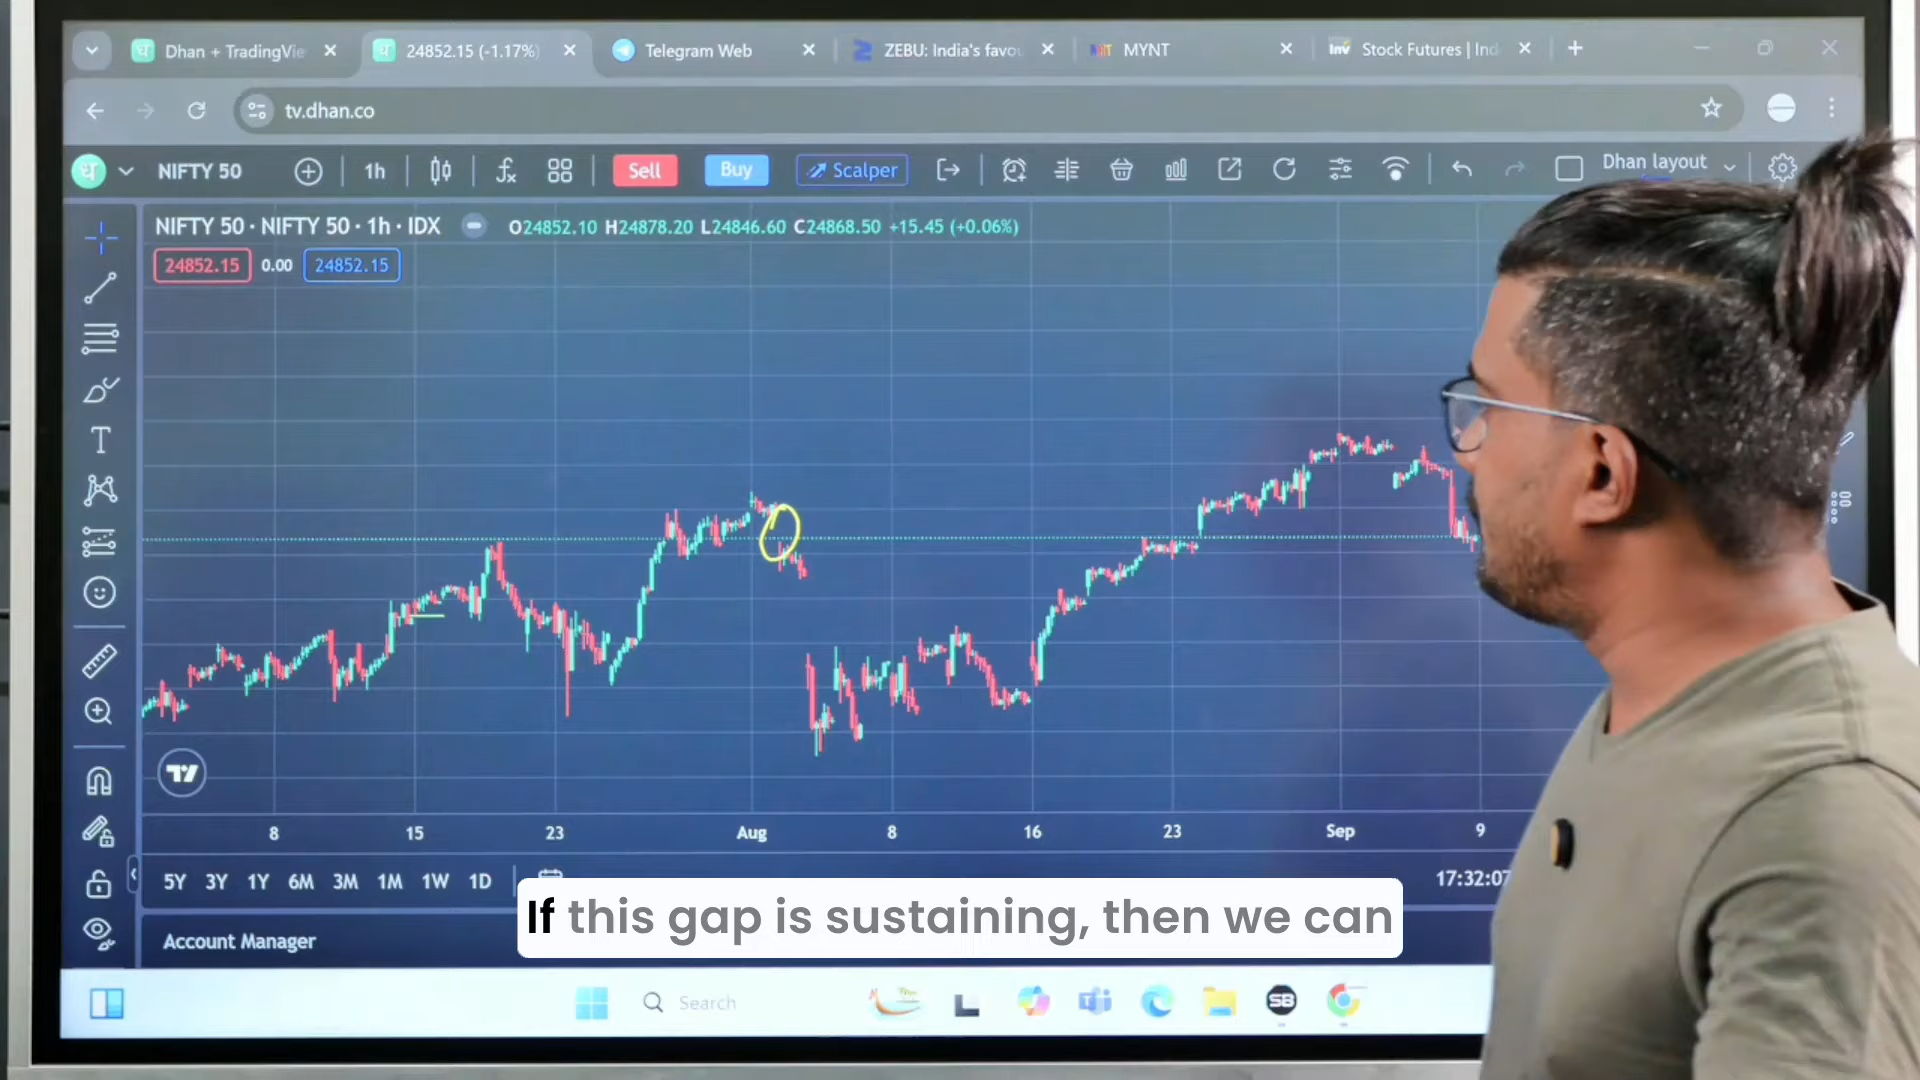 Dhan + TradingVie
24852.15 (-1.17%)
Telegram Web
ZEBU: India's favou
MYNT
Inv Stock Futures | Ind
tv.dhan.co
NIFTY 50
1h
Sell
Buy
Scalper
Dhan layout
NIFTY 50 · NIFTY 50 · 1h · IDX
O24852.10 H24878.20 L24846.60 C24868.50 +15.45 (+0.06%)
24852.15
0.00
24852.15
8
15
23
Aug
8
16
23
Sep
9
5Y 3Y 1Y 6M 3M 1M 1W 1D
17:32:07
If this gap is sustaining, then we can
Account Manager
Search
SB